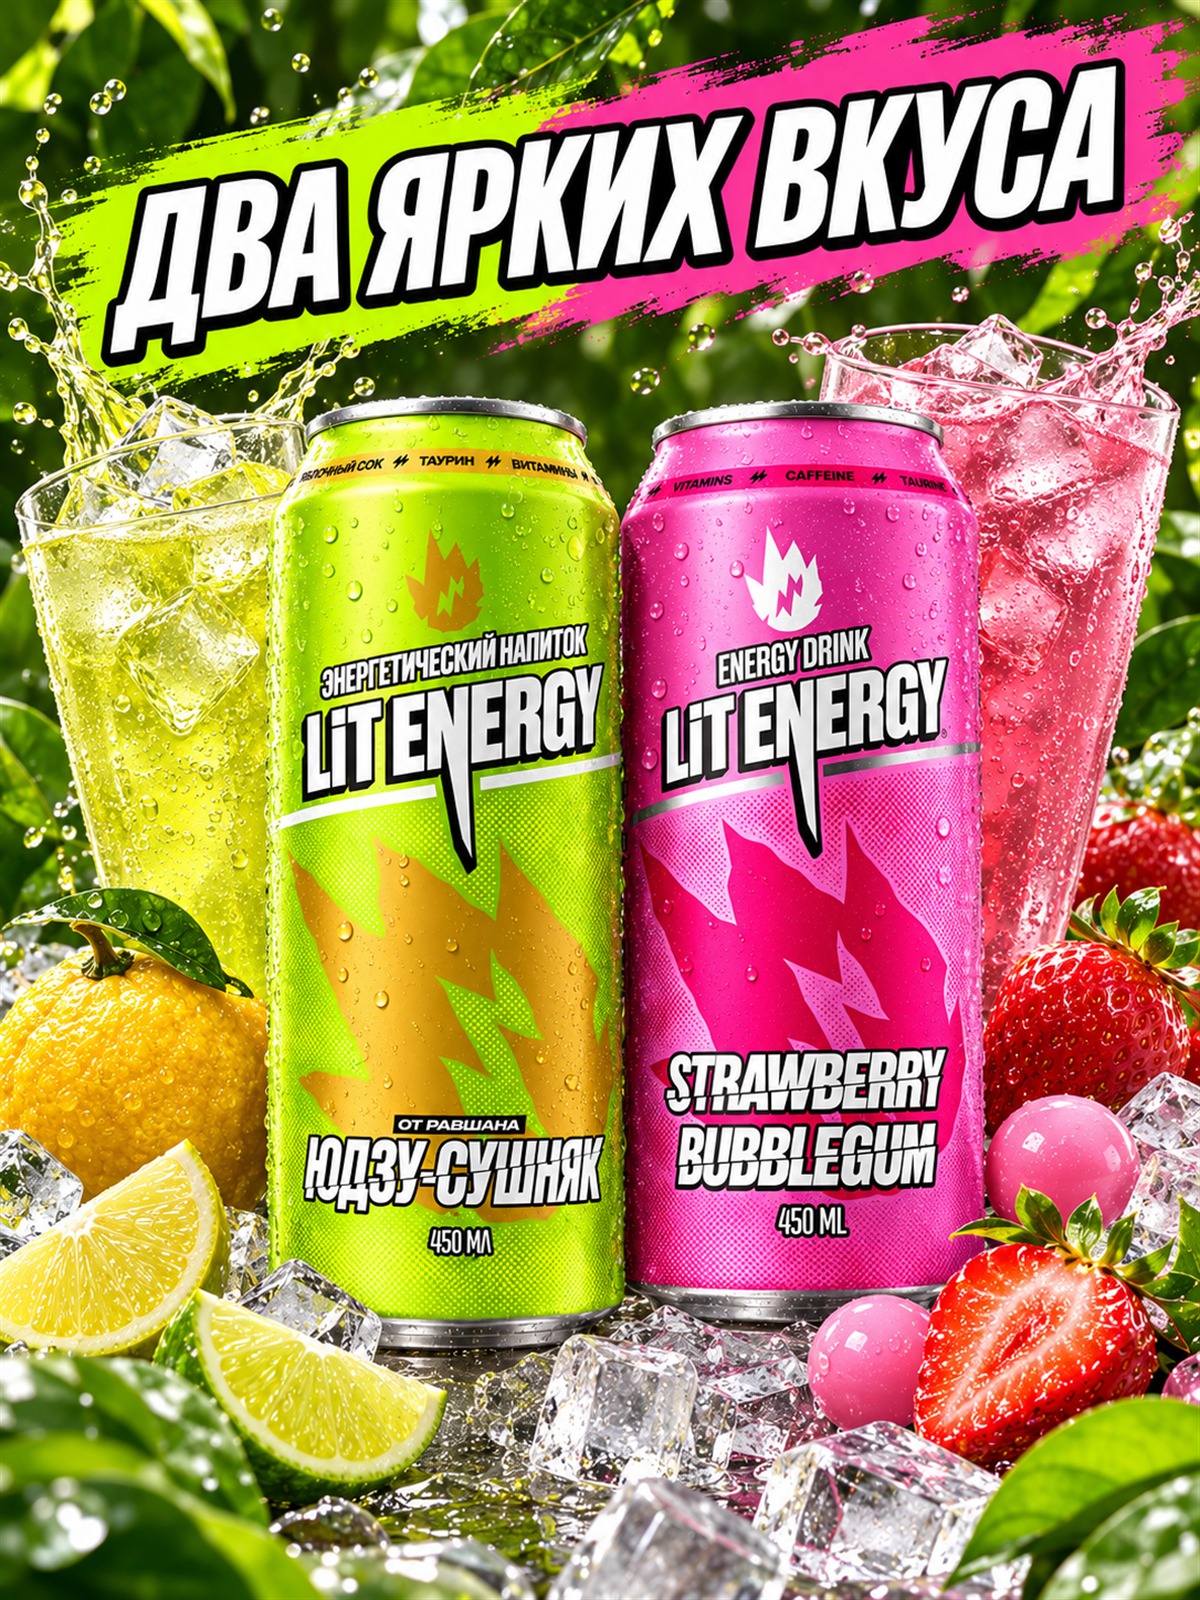 ДВА ЯРКИХ ВКУСА
ЯБЛОЧНЫЙ СОК ТАУРИН ВИТАМИНЫ
ЭНЕРГЕТИЧЕСКИЙ НАПИТОК
LiT ENERGY
ОТ РАВШАНА
ЮДЗУ-СУШНЯК
450 МЛ
VITAMINS CAFFEINE TAURINE
ENERGY DRINK
LiT ENERGY
STRAWBERRY
BUBBLEGUM
450 ML